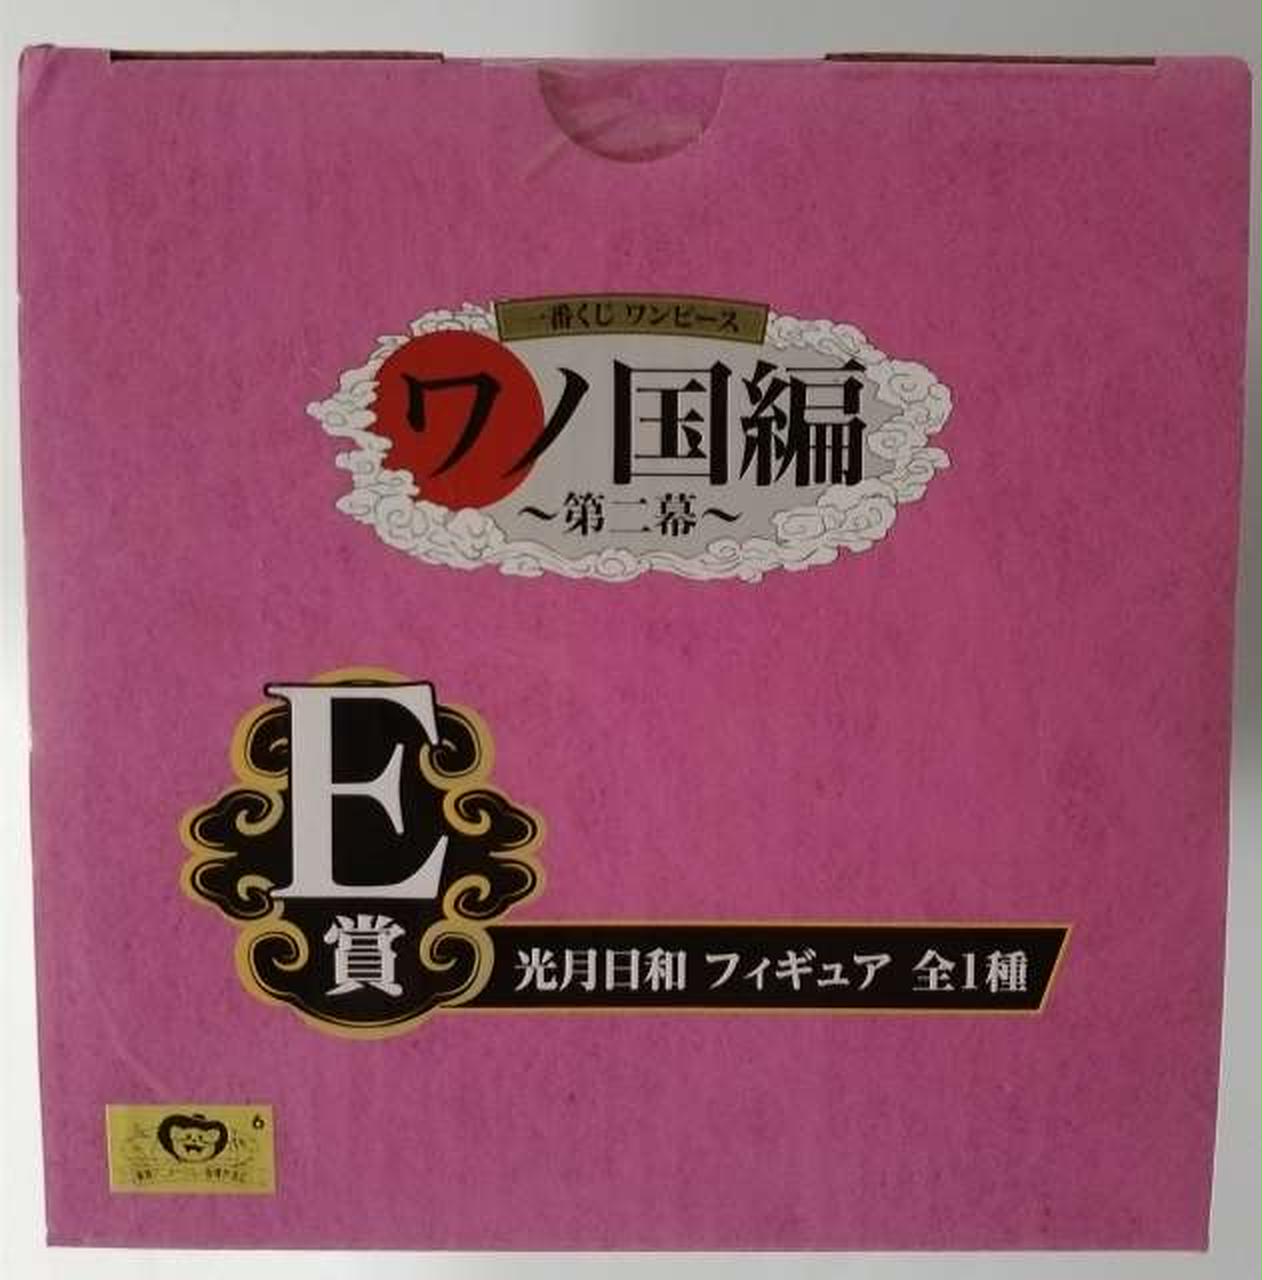 一番くじ ワンピース
ワノ国編
～第二幕～
E
賞
光月日和 フィギュア 全1種
6